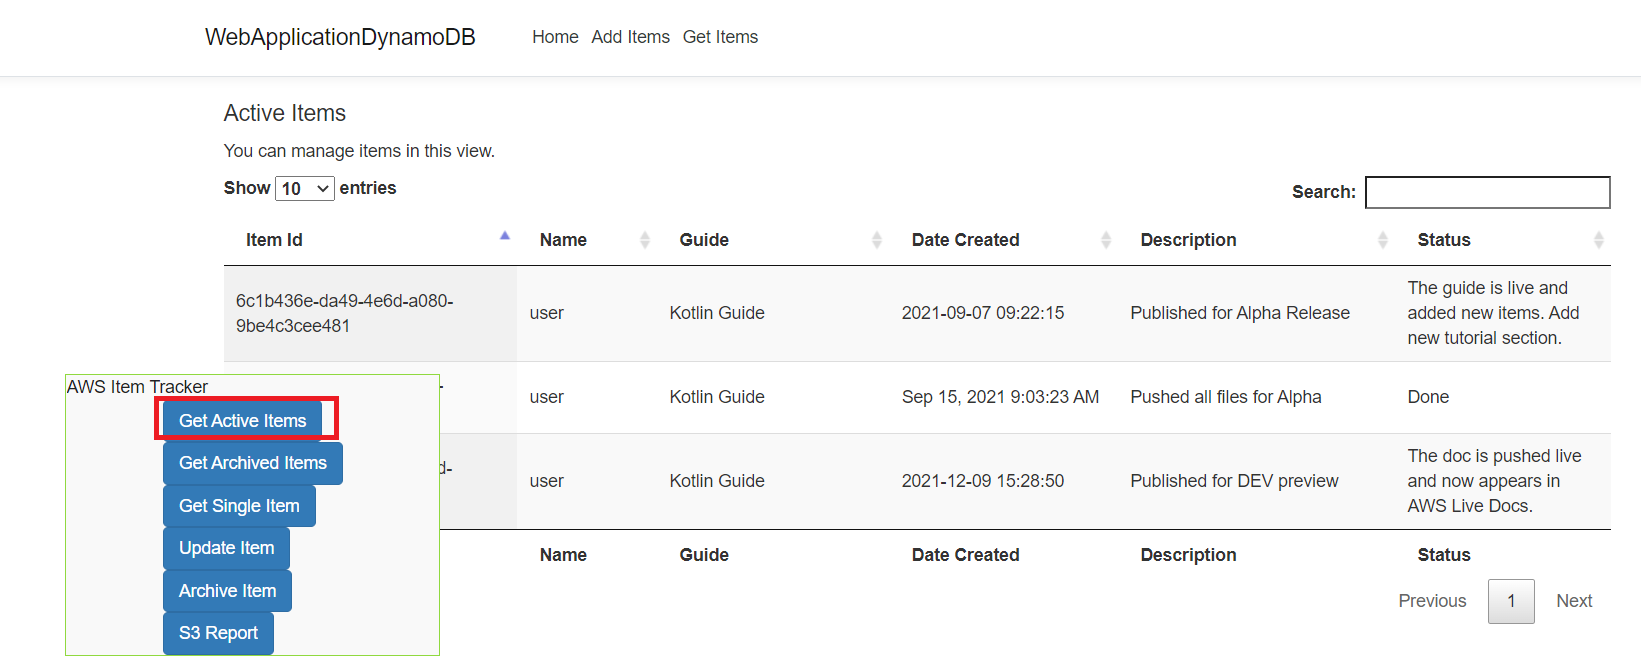 WebApplicationDynamoDB Home Add Items Get Items
Active Items
You can manage items in this view.
Show 10 entries
Search:
Item Id Name Guide Date Created Description Status
6c1b436e-da49-4e6d-a080-
9be4c3cee481
user
Kotlin Guide
2021-09-07 09:22:15
Published for Alpha Release
The guide is live and
added new items. Add
new tutorial section.
-
user
Kotlin Guide
Sep 15, 2021 9:03:23 AM
Pushed all files for Alpha
Done
d-
user
Kotlin Guide
2021-12-09 15:28:50
Published for DEV preview
The doc is pushed live
and now appears in
AWS Live Docs.
Name Guide Date Created Description Status
Previous 1 Next
AWS Item Tracker
Get Active Items
Get Archived Items
Get Single Item
Update Item
Archive Item
S3 Report